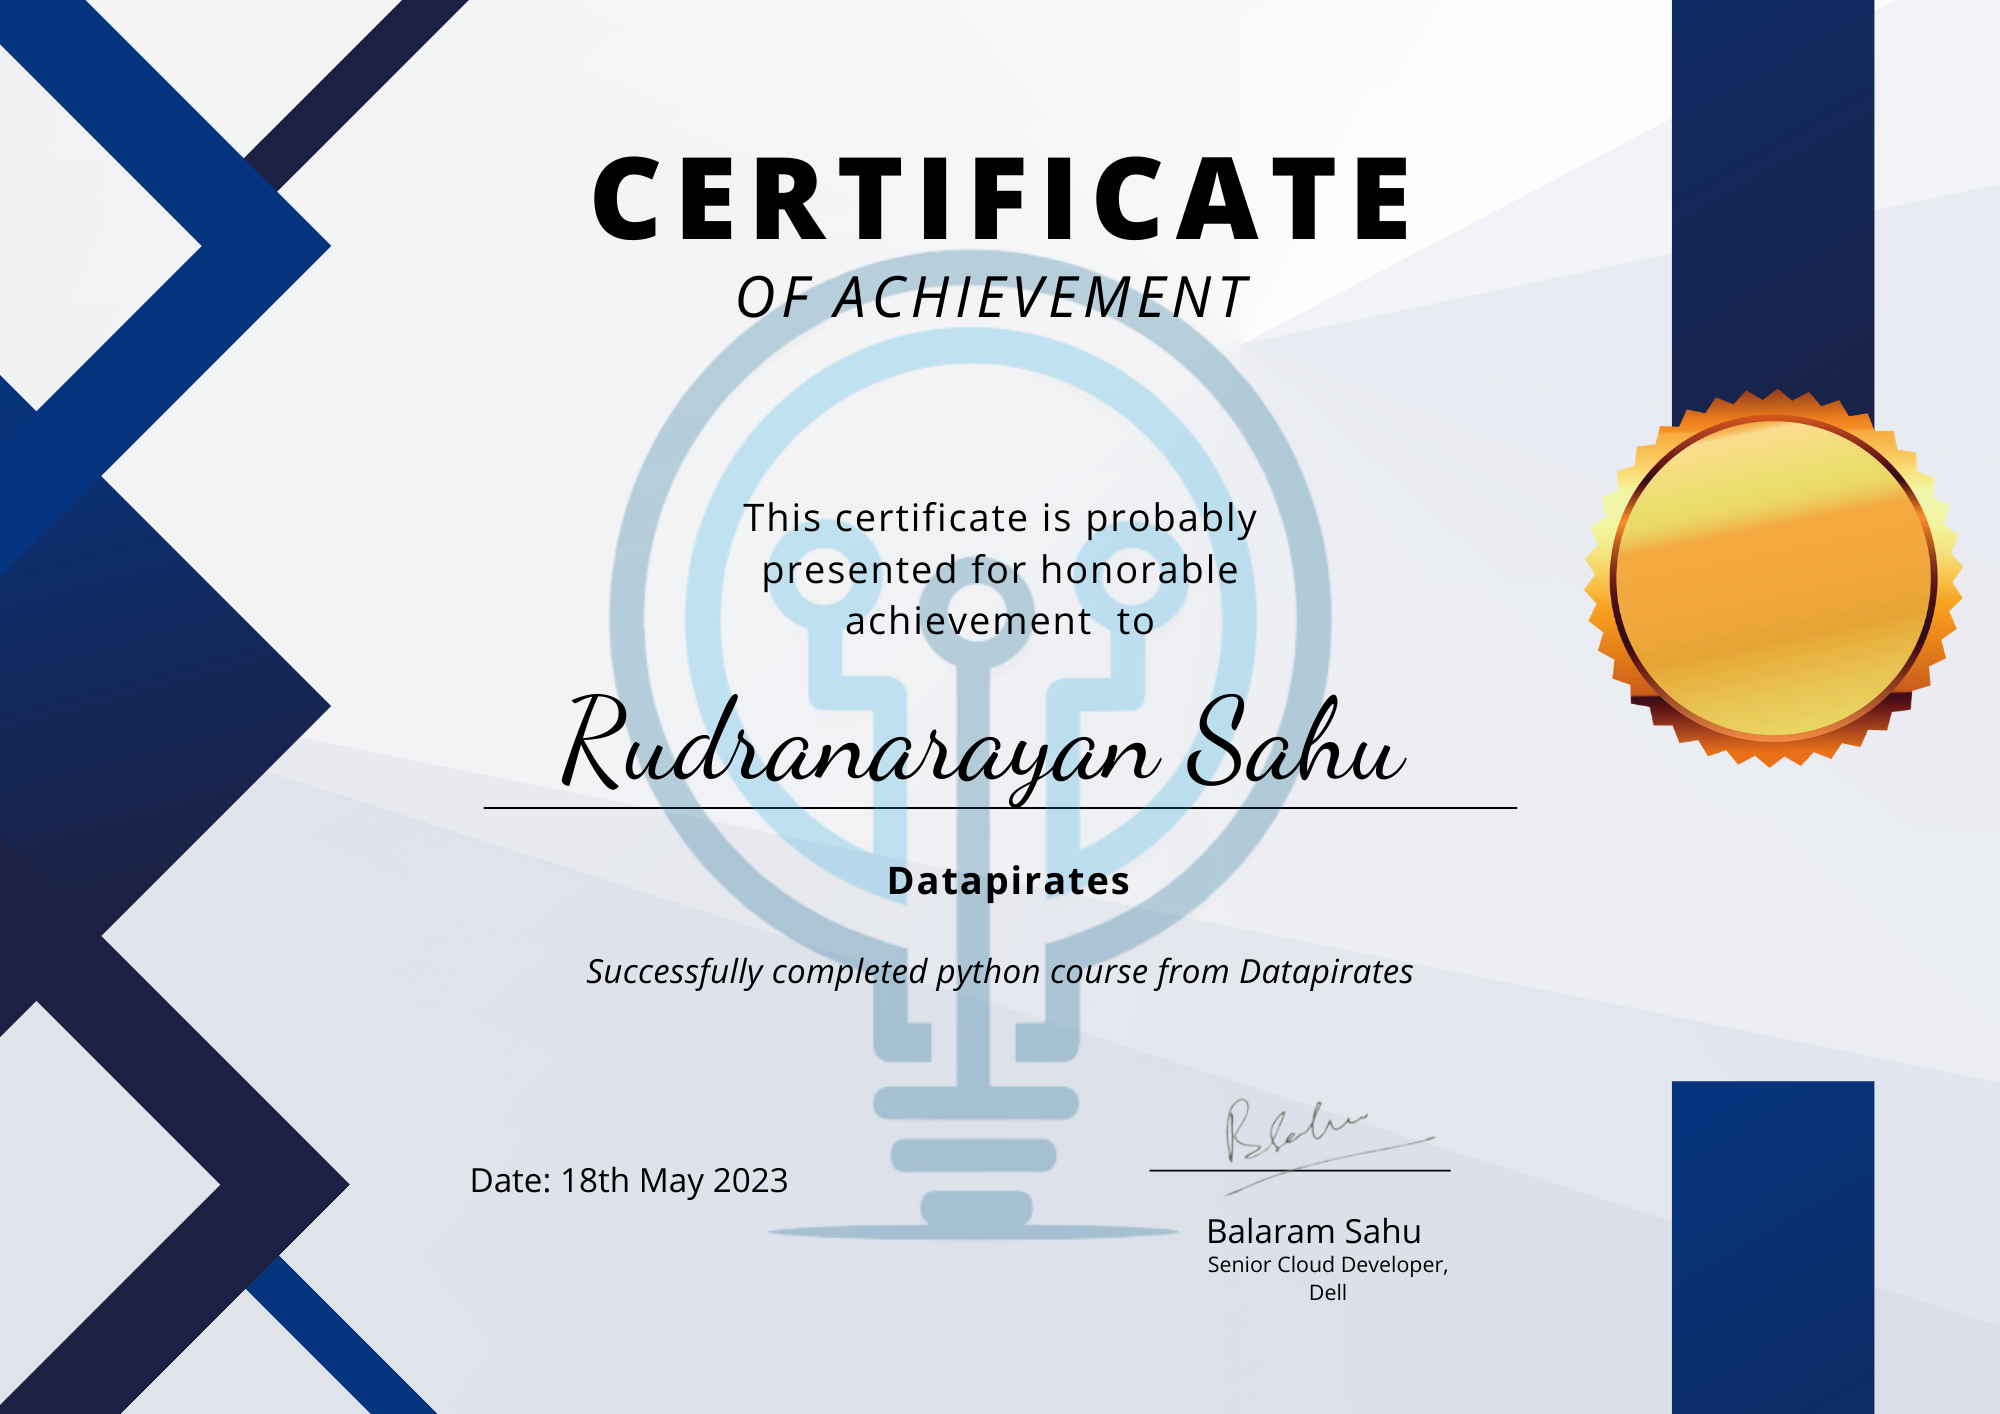 CERTIFICATE
OF ACHIEVEMENT
This certificate is probably
presented for honorable
achievement to
Rudranarayan Sahu
Datapirates
Successfully completed python course from Datapirates
Date: 18th May 2023
BSahu
Balaram Sahu
Senior Cloud Developer,
Dell